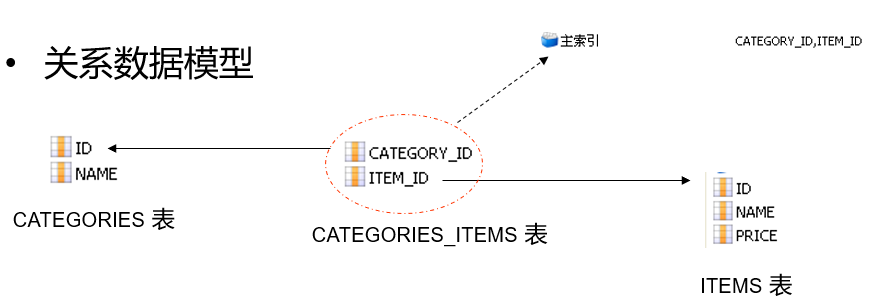 • 关系数据模型
主索引
CATEGORY_ID,ITEM_ID
ID
NAME
CATEGORIES 表
CATEGORY_ID
ITEM_ID
CATEGORIES_ITEMS 表
ID
NAME
PRICE
ITEMS 表